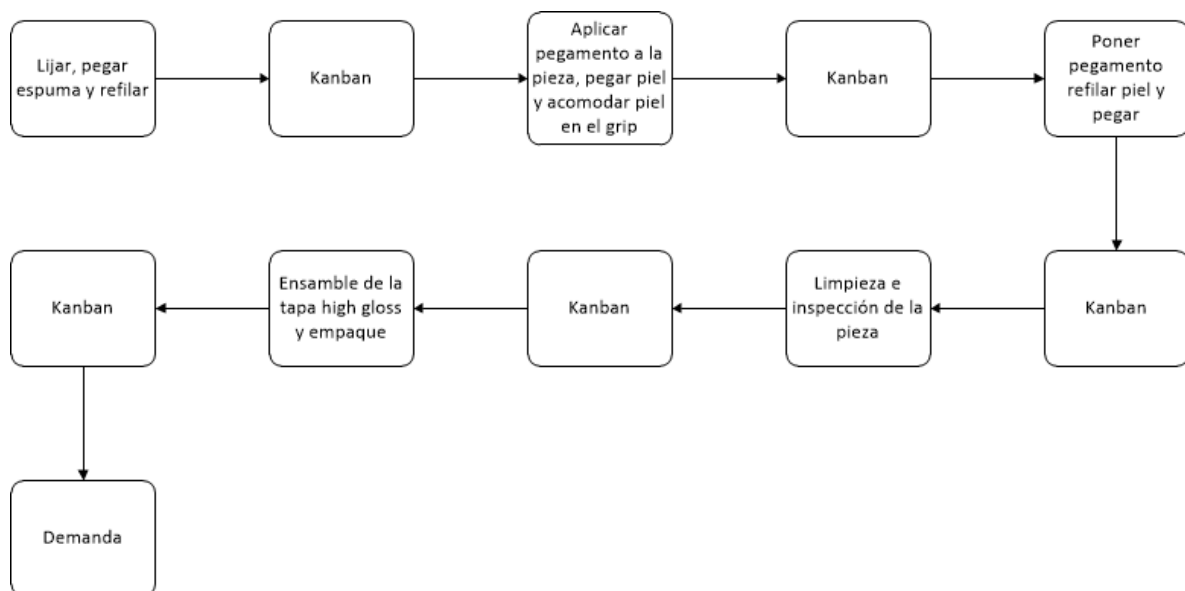 Lijar, pegar
espuma y refilar
Kanban
Aplicar
pegamento a la
pieza, pegar piel
y acomodar piel
en el grip
Kanban
Poner
pegamento
refilar piel y
pegar
Kanban
Limpieza e
inspección de la
pieza
Kanban
Ensamble de la
tapa high gloss
y empaque
Kanban
Demanda